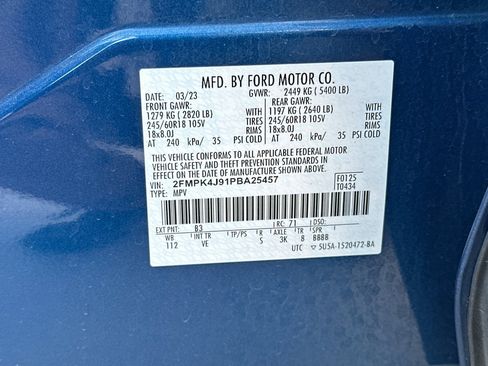 MFD. BY FORD MOTOR CO.
DATE: 03/23 GVWR: 2449 KG ( 5400 LB)
FRONT GAWR: REAR GAWR:
1279 KG ( 2820 LB) WITH 1197 KG ( 2640 LB) WITH
245/60R18 105V TIRES 245/60R18 105V TIRES
18x8.0J RIMS 18x8.0J RIMS
AT 240 kPa/ 35 PSI COLD AT 240 kPa/ 35 PSI COLD
THIS VEHICLE CONFORMS TO ALL APPLICABLE FEDERAL MOTOR
VEHICLE SAFETY AND THEFT PREVENTION STANDARDS IN EFFECT ON
THE DATE OF MANUFACTURE SHOWN ABOVE.
VIN: 2FMPK4J91PBA25457 F0125
TYPE: MPV T0434
EXT PNT: B3 RC: 71 DSO:
WB INT TR TP/PS R AXLE TR SPR
112 VE S 3K 8 BBBB
UTC ▽ 5U5A-1520472-BA